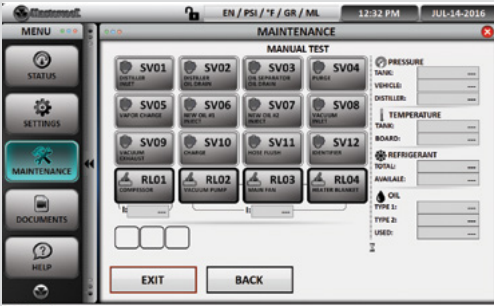 Mastercool
EN / PSI / °F / GR / ML
12:32 PM
JUL-14-2016
MENU
MAINTENANCE
STATUS
SETTINGS
MAINTENANCE
DOCUMENTS
HELP
MANUAL TEST
SV01
DISTILLER
INLET
SV02
DISTILLER
OIL DRAIN
SV03
OIL SEPARATOR
OIL DRAIN
SV04
PURGE
SV05
VAPOR CHARGE
SV06
NEW OIL #1
INJECT
SV07
NEW OIL #2
INJECT
SV08
VACUUM
INLET
SV09
VACUUM
EXHAUST
SV10
CHARGE
SV11
HOSE FLUSH
SV12
IDENTIFIER
RL01
COMPRESSOR
RL02
VACUUM PUMP
RL03
MAIN FAN
RL04
HEATER BLANKET
---
---
EXIT
BACK
PRESSURE
TANK: ---
VEHICLE: ---
DISTILLER: ---
TEMPERATURE
TANK: ---
BOARD: ---
REFRIGERANT
TOTAL: ---
AVAILALE: ---
OIL
TYPE 1: ---
TYPE 2: ---
USED: ---